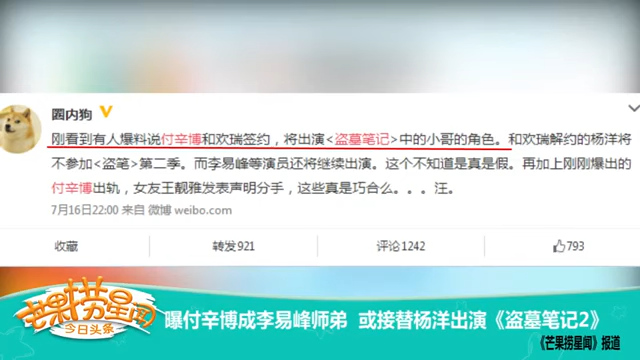 圈内狗
刚看到有人爆料说付辛博和欢瑞签约，将出演<盗墓笔记>中的小哥的角色。和欢瑞解约的杨洋将
不参加<盗笔>第二季。而李易峰等演员还将继续出演。这个不知道是真是假。再加上刚刚爆出的
付辛博出轨，女友王靓雅发表声明分手，这些真是巧合么。。。汪。
7月16日22:00 来自 微博 weibo.com
收藏 转发921 评论1242 793
芒果捞星闻
今日头条
曝付辛博成李易峰师弟 或接替杨洋出演《盗墓笔记2》
《芒果捞星闻》报道